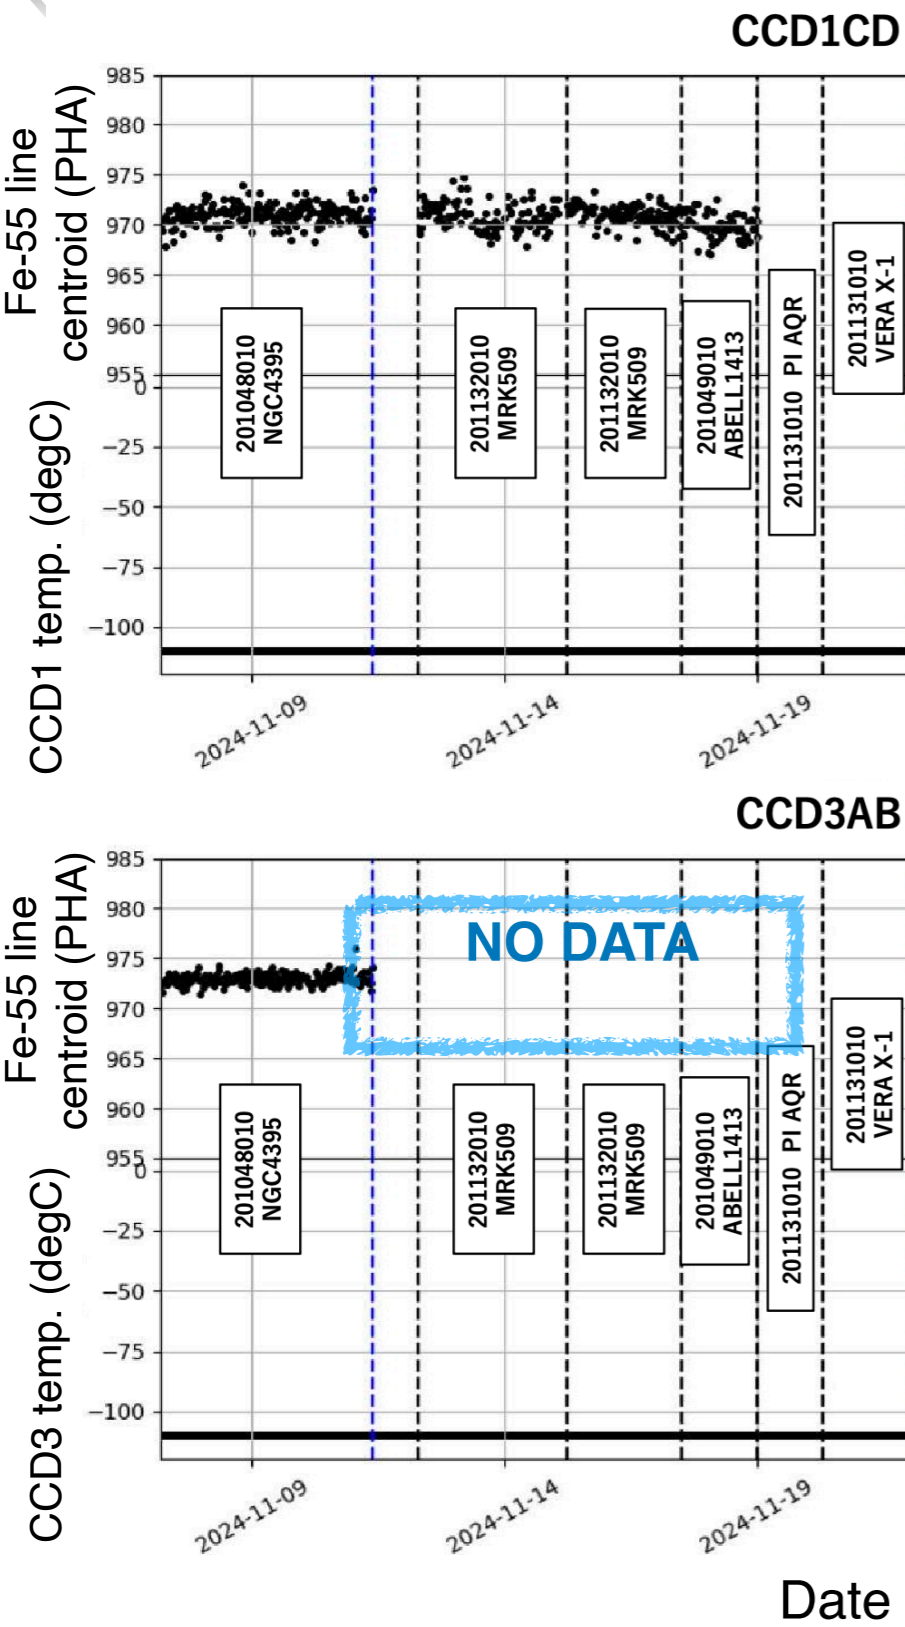 CCD1CD
Fe-55 line
centroid (PHA)
985
980
975
970
965
960
955
CCD1 temp. (degC)
0
−25
−50
−75
−100
201048010
NGC4395
201132010
MRK509
201132010
MRK509
201049010
ABELL1413
201131010 PI AQR
201131010
VERA X-1
2024-11-09
2024-11-14
2024-11-19
CCD3AB
Fe-55 line
centroid (PHA)
985
980
975
970
965
960
955
CCD3 temp. (degC)
0
−25
−50
−75
−100
NO DATA
201048010
NGC4395
201132010
MRK509
201132010
MRK509
201049010
ABELL1413
201131010 PI AQR
201131010
VERA X-1
2024-11-09
2024-11-14
2024-11-19
Date